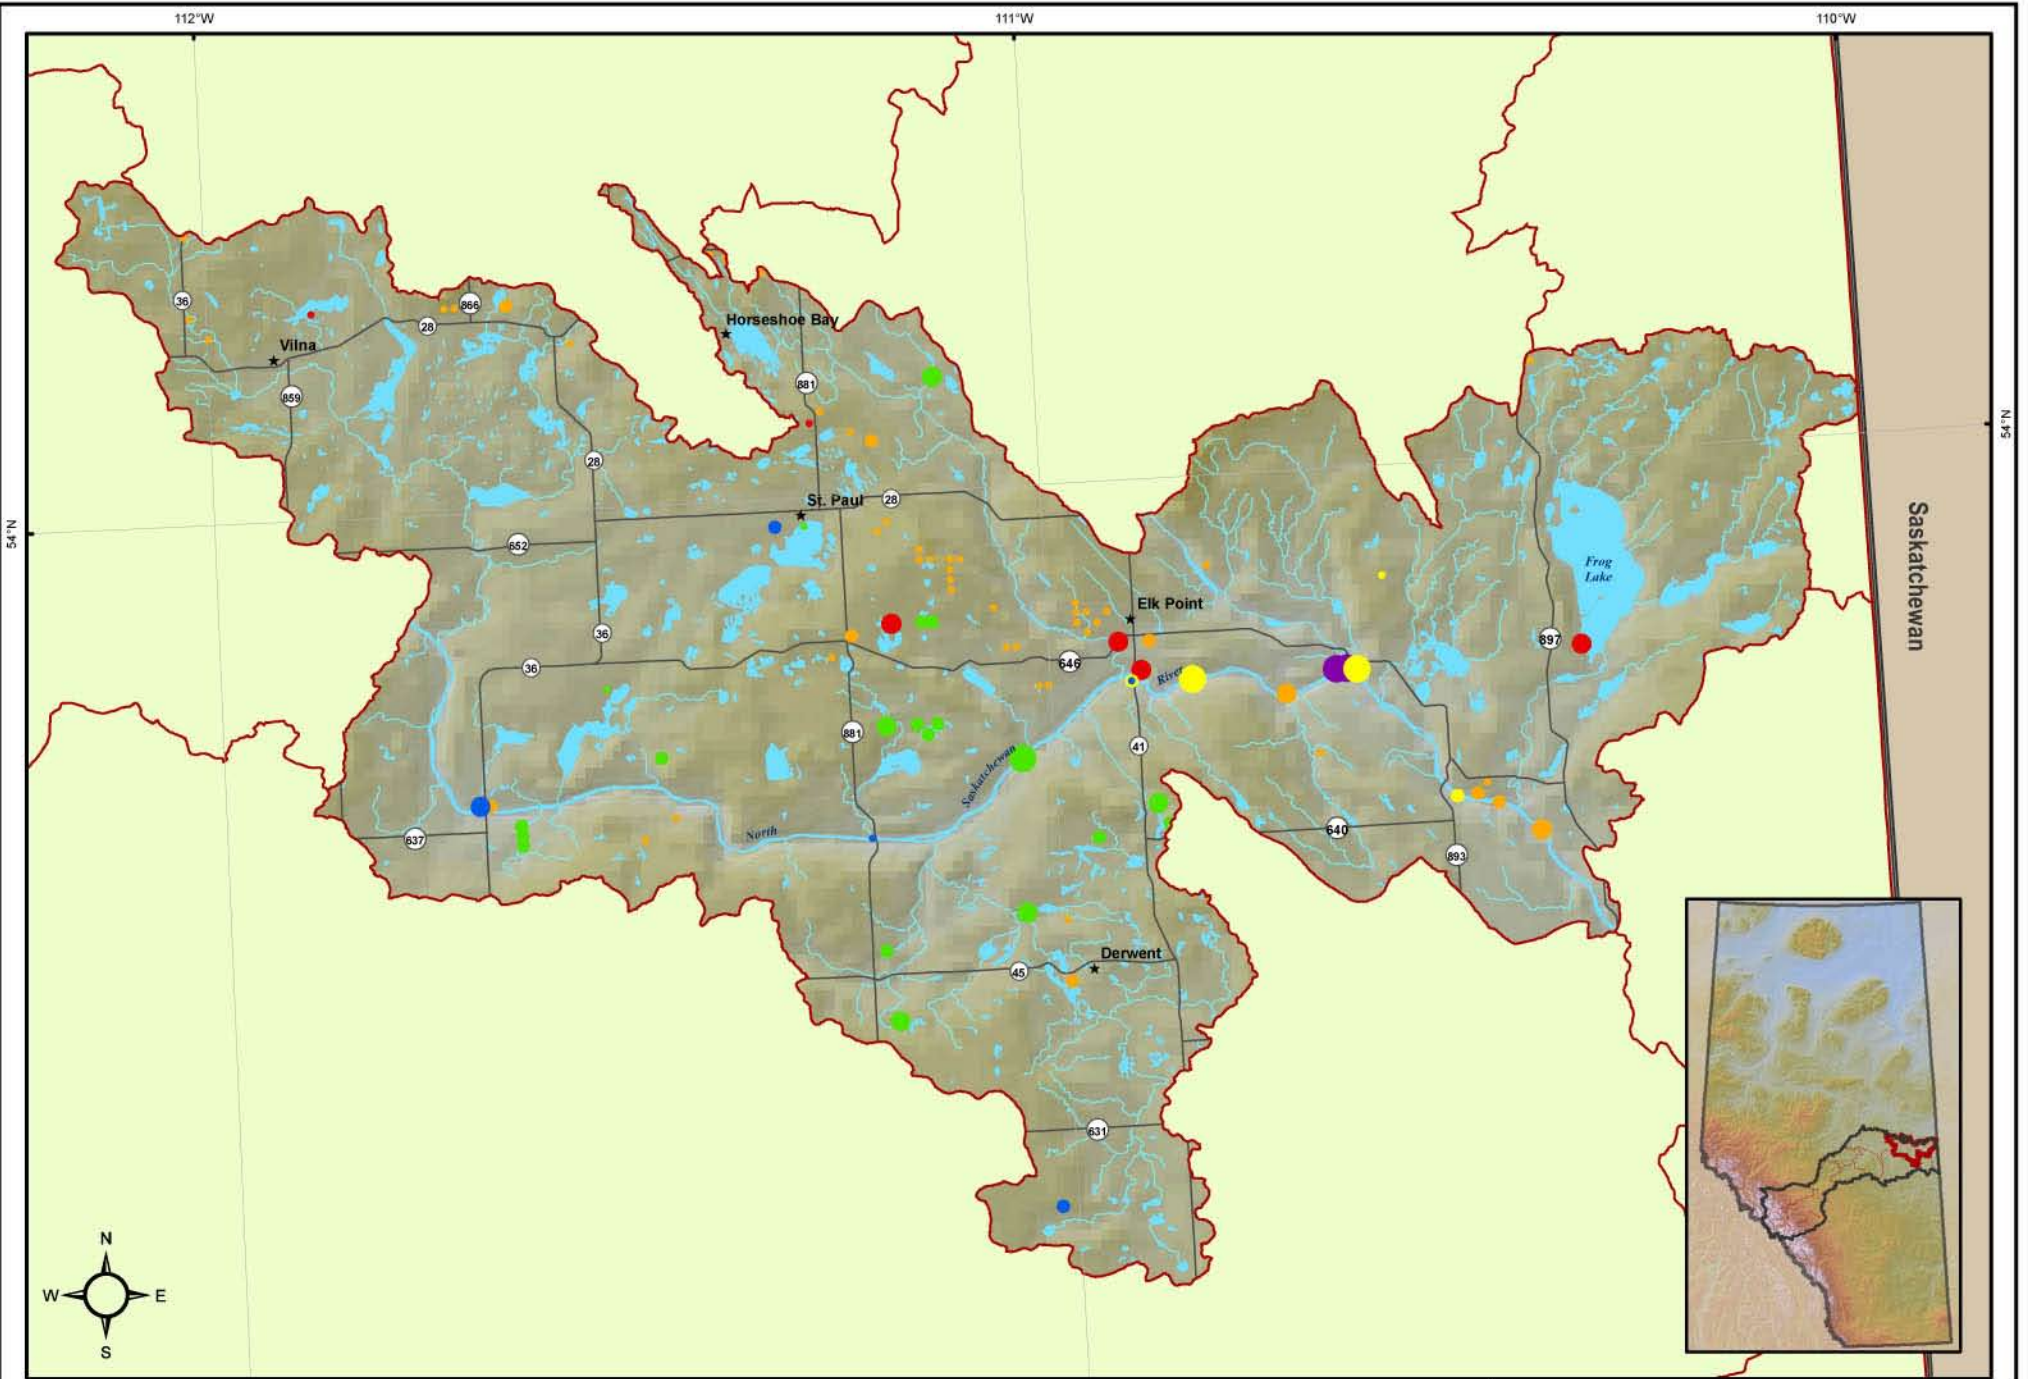 112°W
111°W
110°W
36
866
28
Horseshoe Bay
Vilna
881
859
54°N
28
St. Paul
28
Saskatchewan
54°N
652
Frog
Lake
Elk Point
36
897
36
646
River
881
41
Saskatchewan
North
637
640
893
Derwent
45
631
N
W
E
S